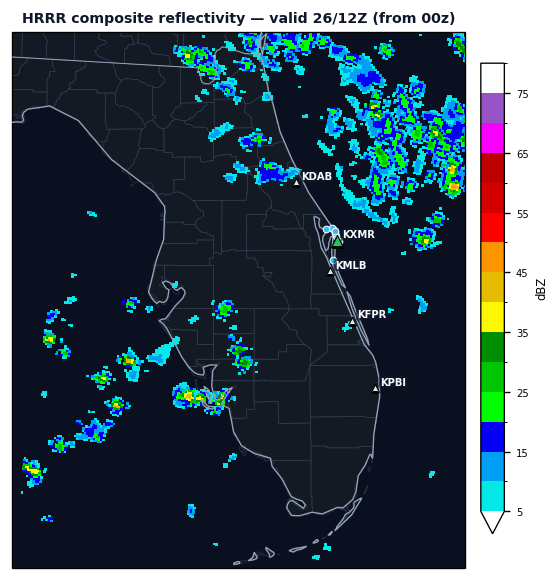 HRRR composite reflectivity — valid 26/12Z (from 00z)
KDAB
KXMR
KMLB
KFPR
KPBI
75
65
55
45
35
25
15
5
dBZ